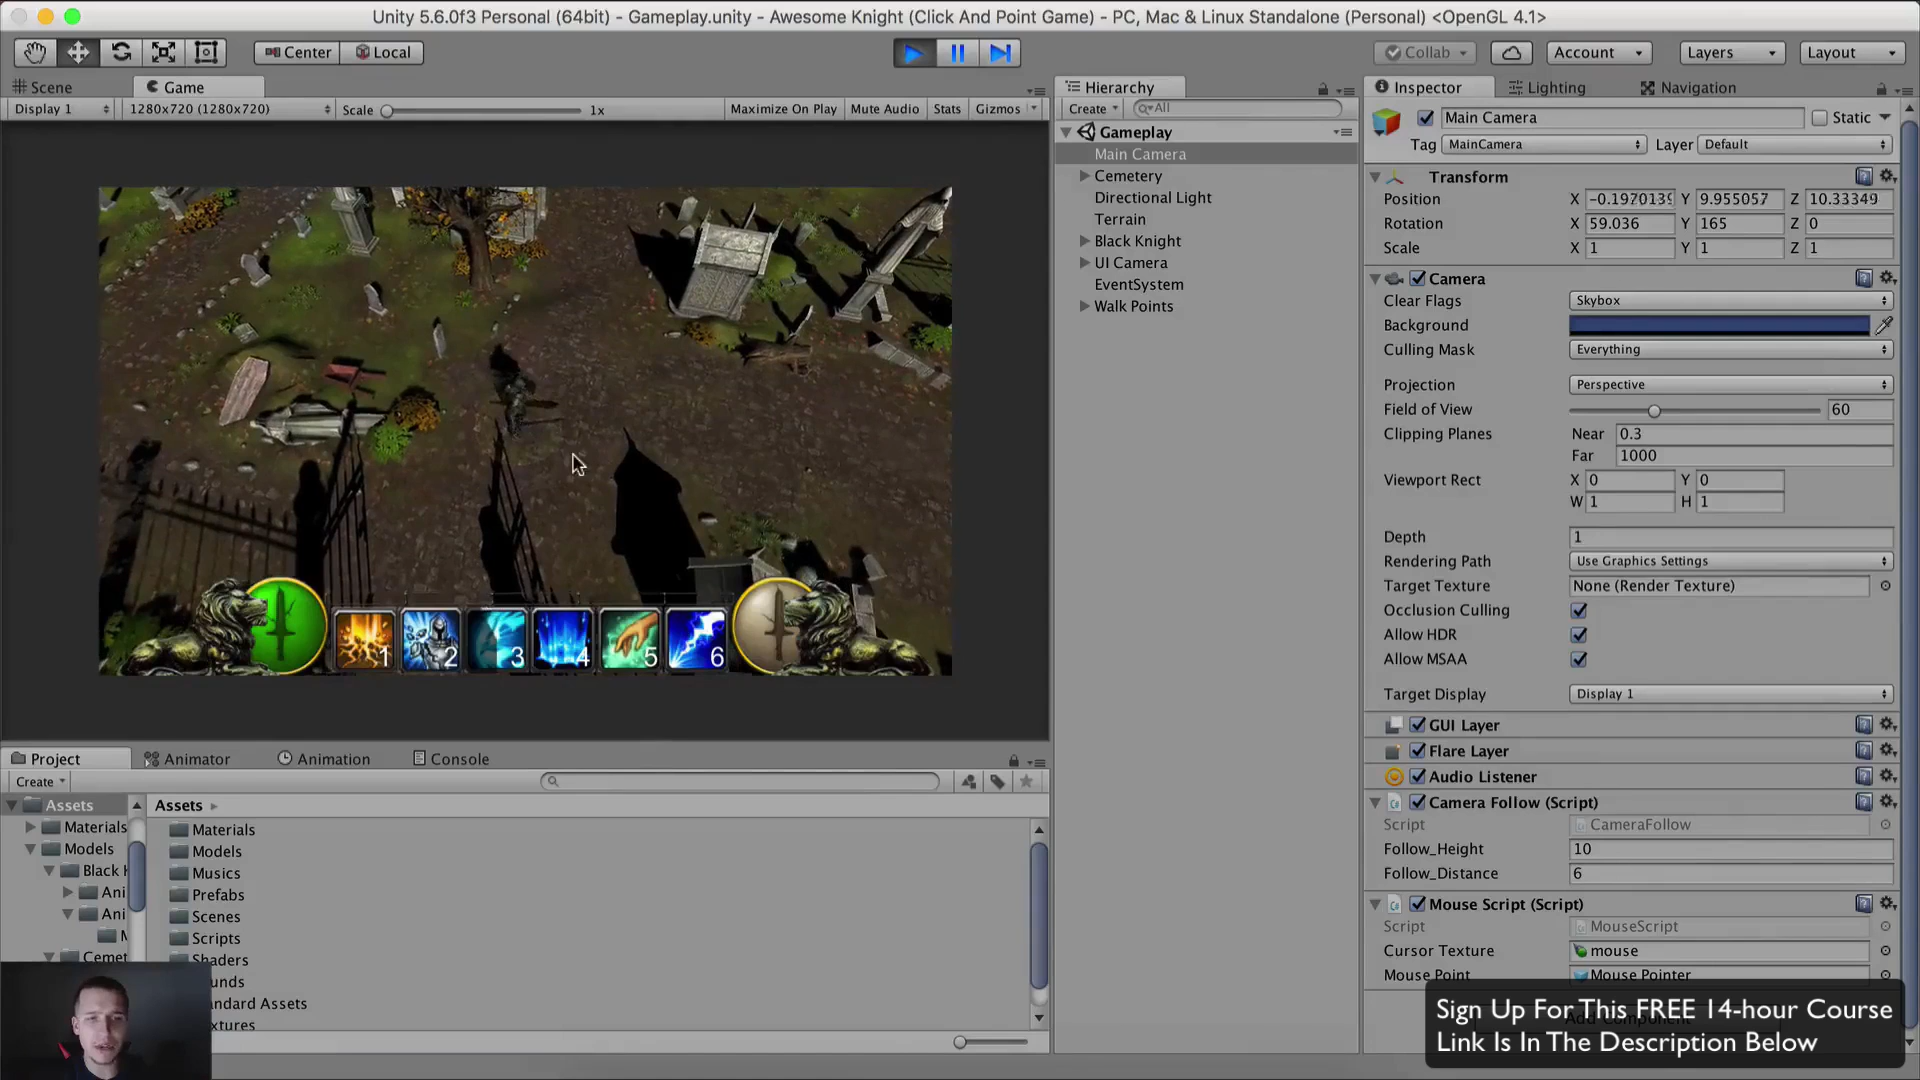 Unity 5.6.0f3 Personal (64bit) - Gameplay.unity - Awesome Knight (Click And Point Game) - PC, Mac & Linux Standalone (Personal) <OpenGL 4.1>
Center Local Collab Account Layers Layout
Scene Game
Display 1 1280x720 (1280x720) Scale 1x Maximize On Play Mute Audio Stats Gizmos
1 2 3 4 5 6
Hierarchy
Create All
Gameplay
Main Camera
Cemetery
Directional Light
Terrain
Black Knight
UI Camera
EventSystem
Walk Points
Inspector Lighting Navigation
Main Camera Static
Tag MainCamera Layer Default
Transform
Position X -0.1970139 Y 9.955057 Z 10.33349
Rotation X 59.036 Y 165 Z 0
Scale X 1 Y 1 Z 1
Camera
Clear Flags Skybox
Background
Culling Mask Everything
Projection Perspective
Field of View 60
Clipping Planes Near 0.3
Far 1000
Viewport Rect X 0 Y 0
W 1 H 1
Depth 1
Rendering Path Use Graphics Settings
Target Texture None (Render Texture)
Occlusion Culling
Allow HDR
Allow MSAA
Target Display Display 1
GUI Layer
Flare Layer
Audio Listener
Camera Follow (Script)
Script CameraFollow
Follow_Height 10
Follow_Distance 6
Mouse Script (Script)
Script MouseScript
Cursor Texture mouse
Mouse Point Mouse Pointer
Project Animator Animation Console
Create
Assets
Materials
Models
Black
Ani
Ani
Cemet
Assets
Materials
Models
Musics
Prefabs
Scenes
Scripts
Shaders
unds
andard Assets
xtures
Sign Up For This FREE 14-hour Course
Link Is In The Description Below